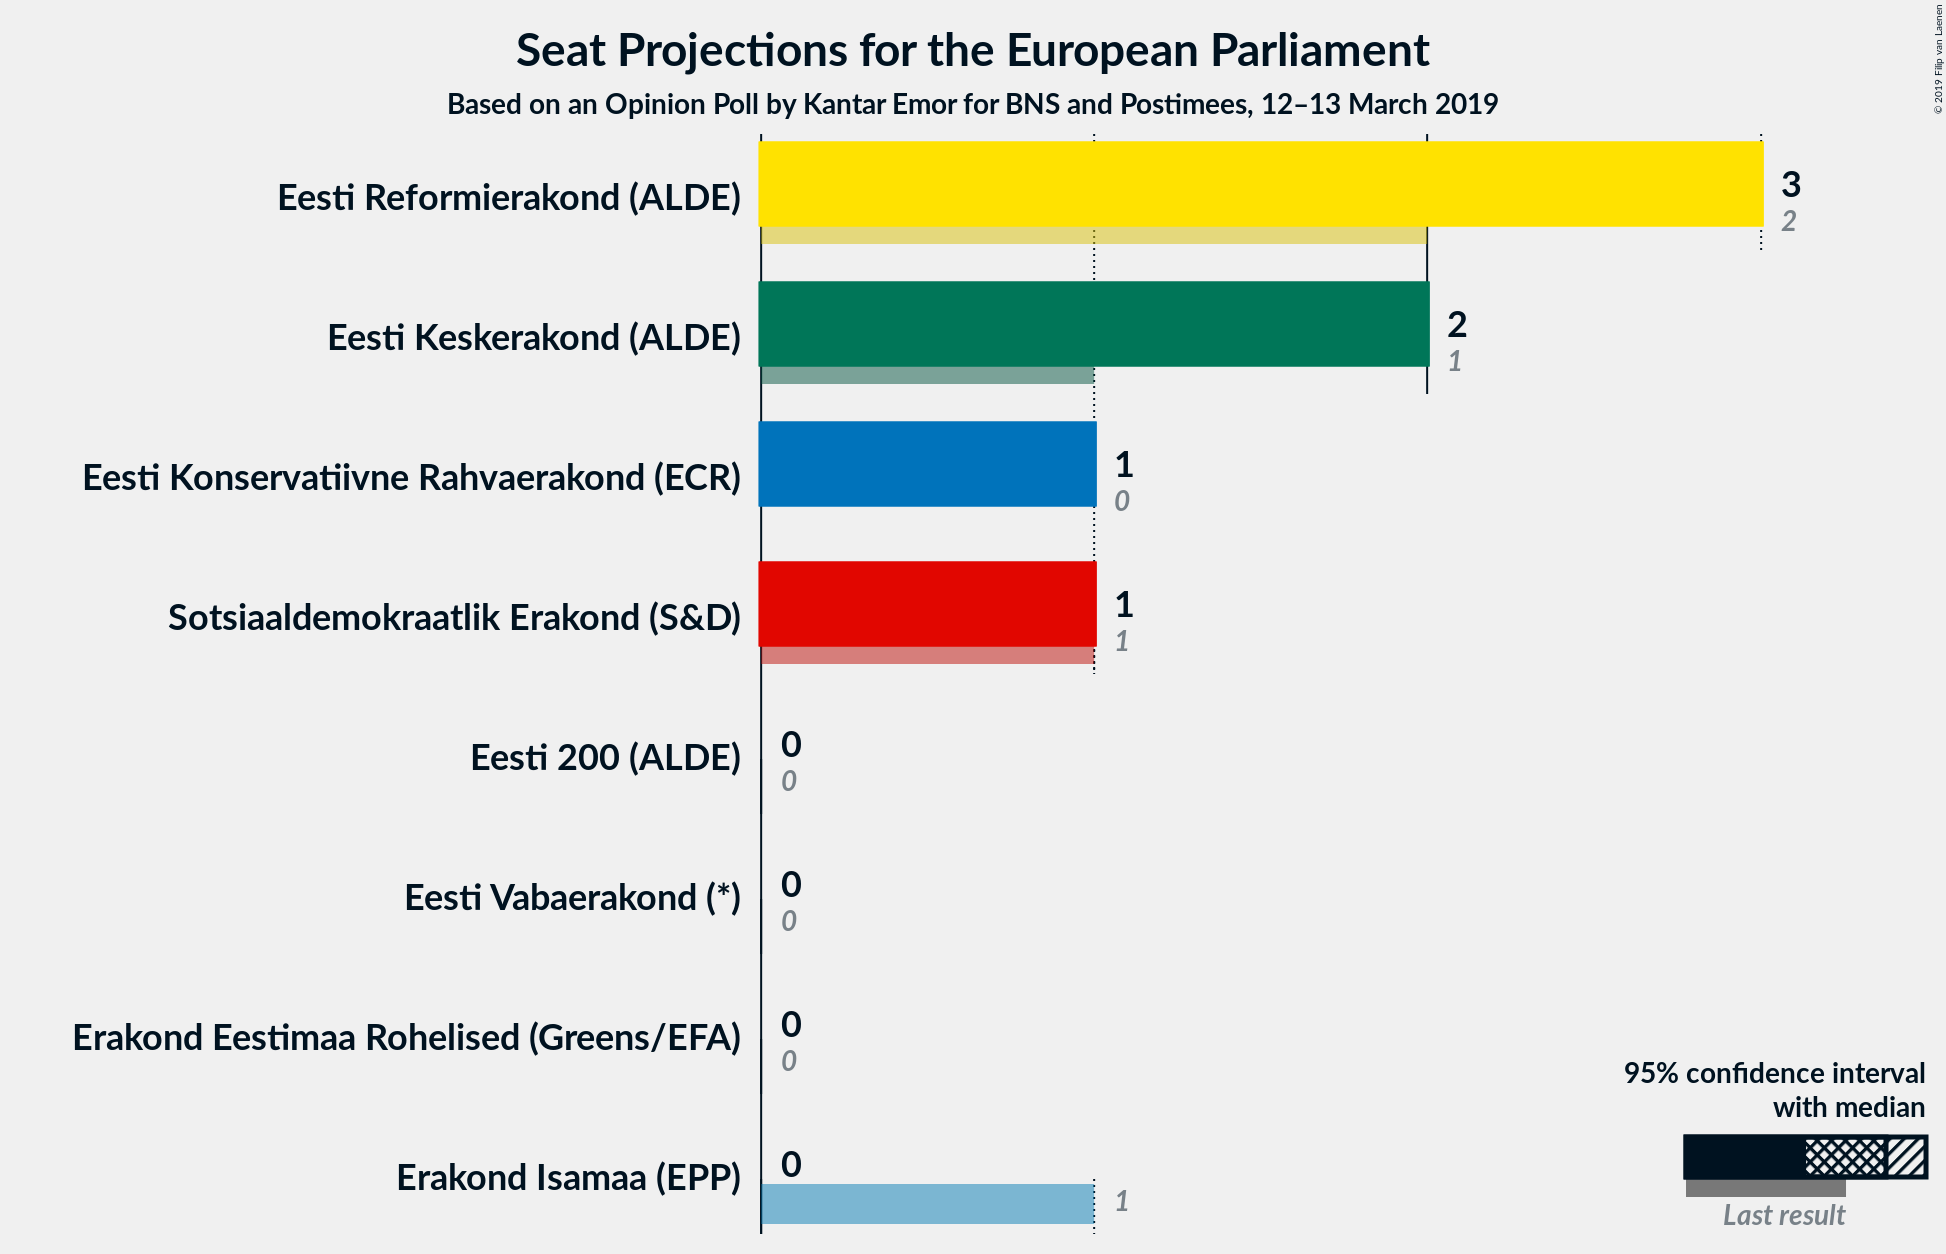 Seat Projections for the European Parliament
Based on an Opinion Poll by Kantar Emor for BNS and Postimees, 12–13 March 2019
© 2019 Filip van Laenen
Eesti Reformierakond (ALDE)
3
2
Eesti Keskerakond (ALDE)
2
1
Eesti Konservatiivne Rahvaerakond (ECR)
1
0
Sotsiaaldemokraatlik Erakond (S&D)
1
1
Eesti 200 (ALDE)
0
0
Eesti Vabaerakond (*)
0
0
Erakond Eestimaa Rohelised (Greens/EFA)
0
0
Erakond Isamaa (EPP)
0
1
95% confidence interval
with median
Last result